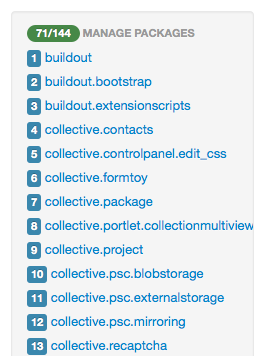 71/144 MANAGE PACKAGES
1 buildout
2 buildout.bootstrap
3 buildout.extensionscripts
4 collective.contacts
5 collective.controlpanel.edit_css
6 collective.formtoy
7 collective.package
8 collective.portlet.collectionmultiview
9 collective.project
10 collective.psc.blobstorage
11 collective.psc.externalstorage
12 collective.psc.mirroring
13 collective.recaptcha